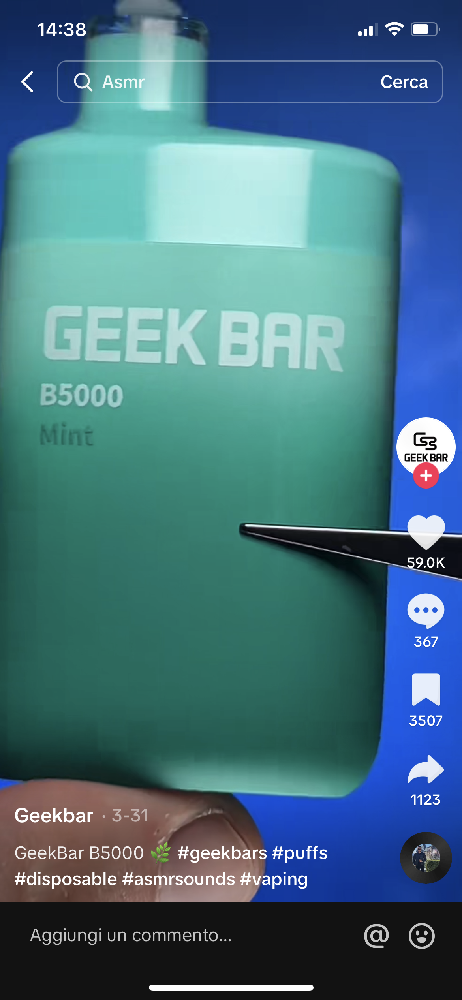 14:38
Asmr
Cerca
GEEK BAR
B5000
Mint
GEEK BAR
59.0K
367
3507
1123
Geekbar · 3-31
GeekBar B5000 🌿 #geekbars #puffs
#disposable #asmrsounds #vaping
Aggiungi un commento...